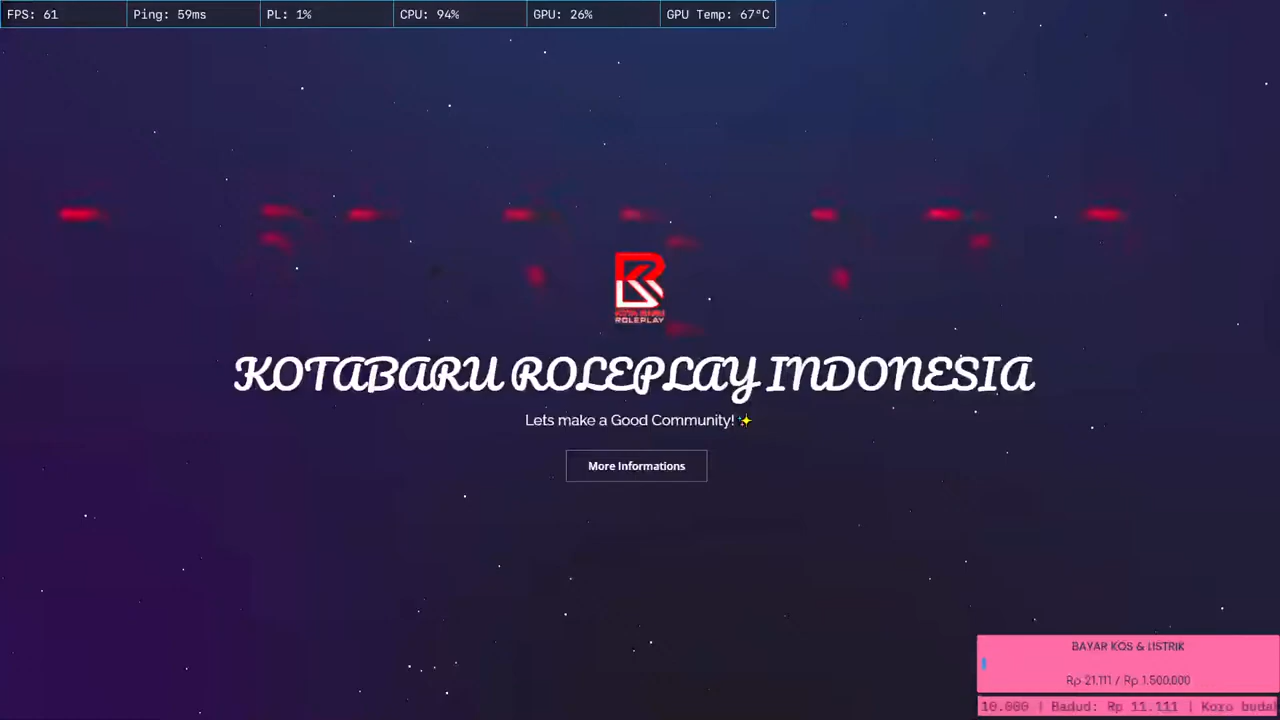 FPS: 61 Ping: 59ms PL: 1% CPU: 94% GPU: 26% GPU Temp: 67°C
KOTA BARU
ROLEPLAY
KOTABARU ROLEPLAY INDONESIA
Lets make a Good Community! ✨
More Informations
BAYAR KOS & LISTRIK
Rp 21.111 / Rp 1.500.000
10.000 | Badud: Rp 11.111 |